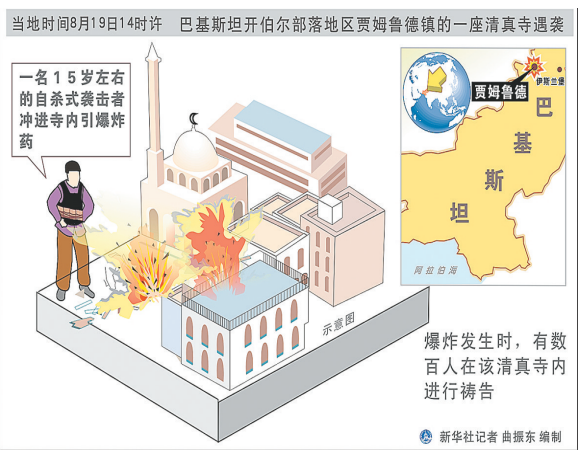 当地时间8月19日14时许 巴基斯坦开伯尔部落地区贾姆鲁德镇的一座清真寺遇袭
一名15岁左右
的自杀式袭击者
冲进寺内引爆炸
药
贾姆鲁德
伊斯兰堡
巴
基
斯
坦
阿拉伯海
示意图
爆炸发生时，有数
百人在该清真寺内
进行祷告
新华社记者 曲振东 编制